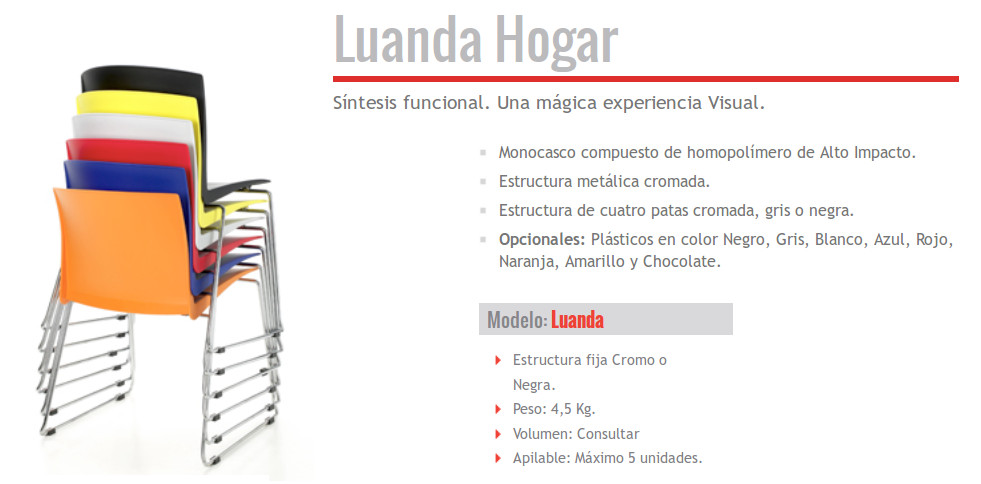 Luanda Hogar
Síntesis funcional. Una mágica experiencia Visual.
Monocasco compuesto de homopolímero de Alto Impacto.
Estructura metálica cromada.
Estructura de cuatro patas cromada, gris o negra.
Opcionales: Plásticos en color Negro, Gris, Blanco, Azul, Rojo,
Naranja, Amarillo y Chocolate.
Modelo: Luanda
Estructura fija Cromo o
Negra.
Peso: 4,5 Kg.
Volumen: Consultar
Apilable: Máximo 5 unidades.